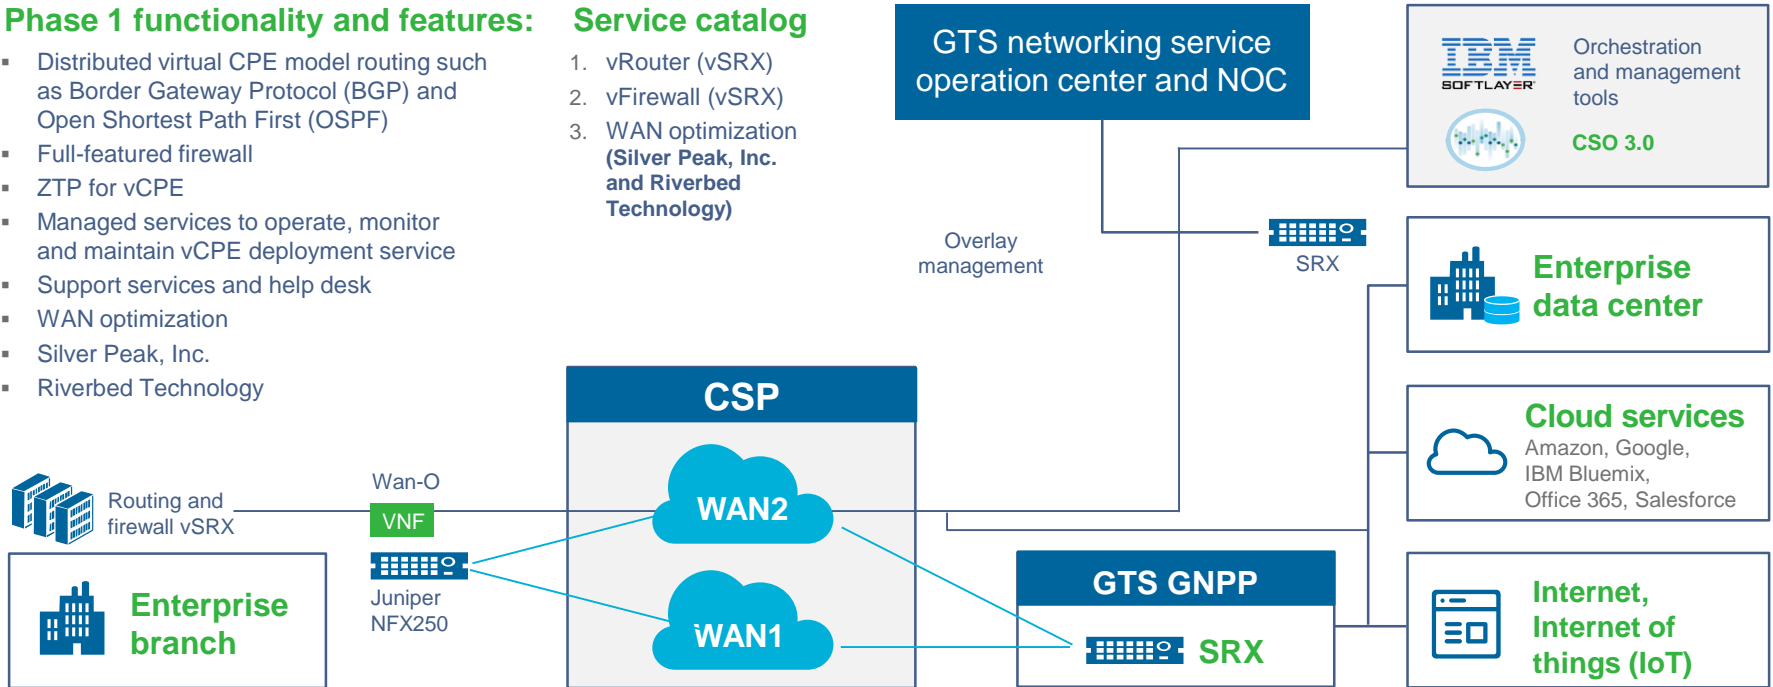 Phase 1 functionality and features:
▪ Distributed virtual CPE model routing such
as Border Gateway Protocol (BGP) and
Open Shortest Path First (OSPF)
▪ Full-featured firewall
▪ ZTP for vCPE
▪ Managed services to operate, monitor
and maintain vCPE deployment service
▪ Support services and help desk
▪ WAN optimization
▪ Silver Peak, Inc.
▪ Riverbed Technology
Service catalog
1. vRouter (vSRX)
2. vFirewall (vSRX)
3. WAN optimization
(Silver Peak, Inc.
and Riverbed
Technology)
GTS networking service
operation center and NOC
IBM
SOFTLAYER
Orchestration
and management
tools
CSO 3.0
Overlay
management
SRX
Enterprise
data center
Cloud services
Amazon, Google,
IBM Bluemix,
Office 365, Salesforce
Internet,
Internet of
things (IoT)
CSP
WAN2
WAN1
GTS GNPP
SRX
Routing and
firewall vSRX
Wan-O
VNF
Juniper
NFX250
Enterprise
branch